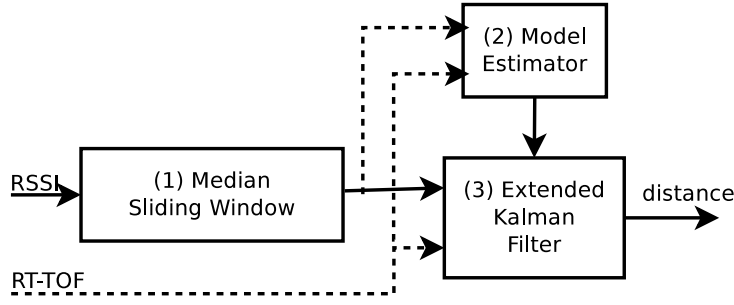 (2) Model
Estimator
RSSI
(1) Median
Sliding Window
(3) Extended
Kalman
Filter
distance
RT-TOF